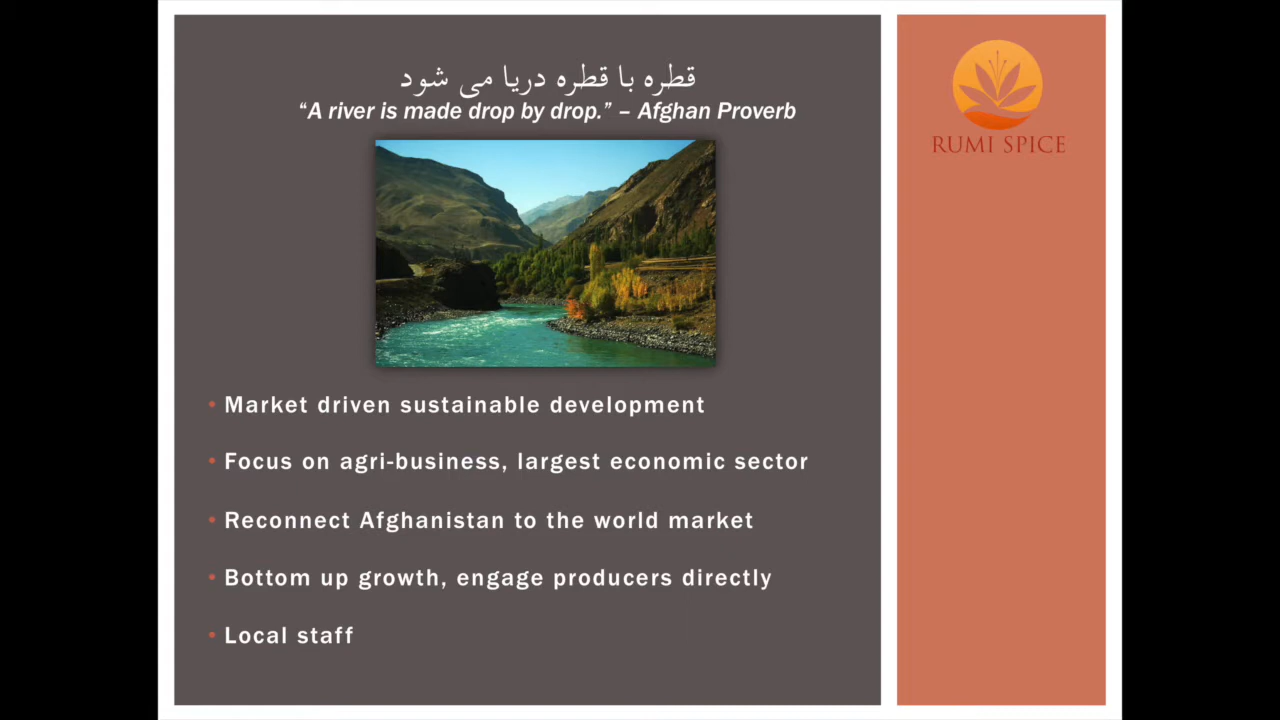 قطره با قطره دریا می شود
“A river is made drop by drop.” – Afghan Proverb
RUMI SPICE
• Market driven sustainable development
• Focus on agri-business, largest economic sector
• Reconnect Afghanistan to the world market
• Bottom up growth, engage producers directly
• Local staff